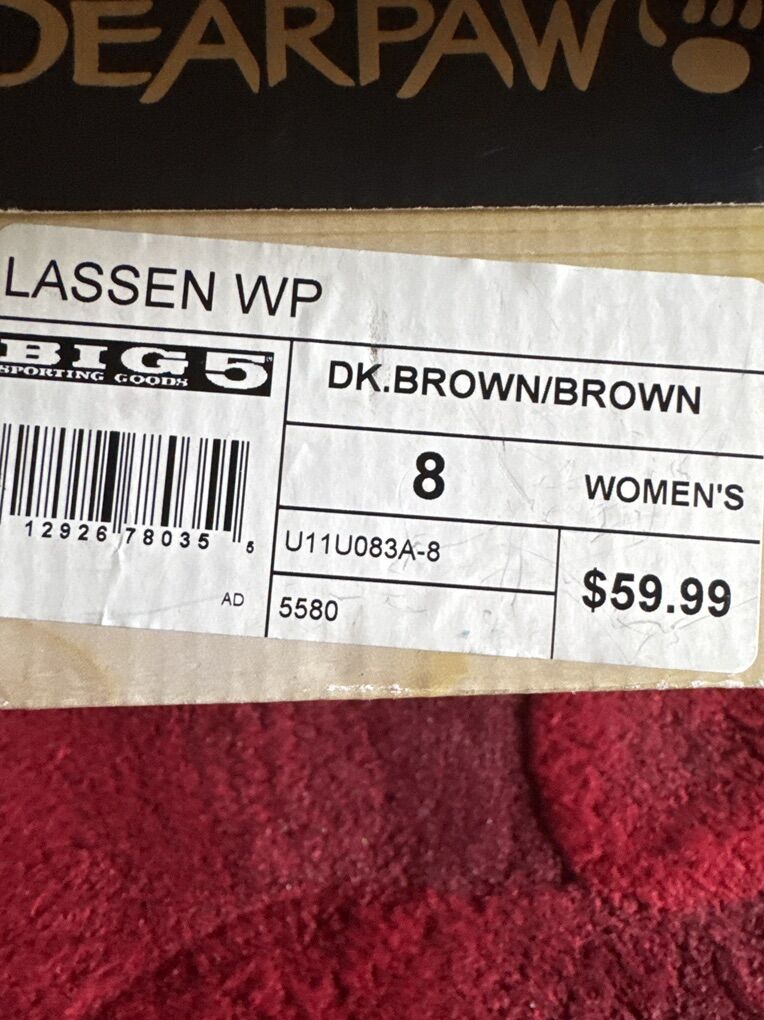 BEARPAW
LASSEN WP
BIG 5
SPORTING GOODS
DK.BROWN/BROWN
8 WOMEN'S
12926 78035 5
U11U083A-8
$59.99
AD
5580